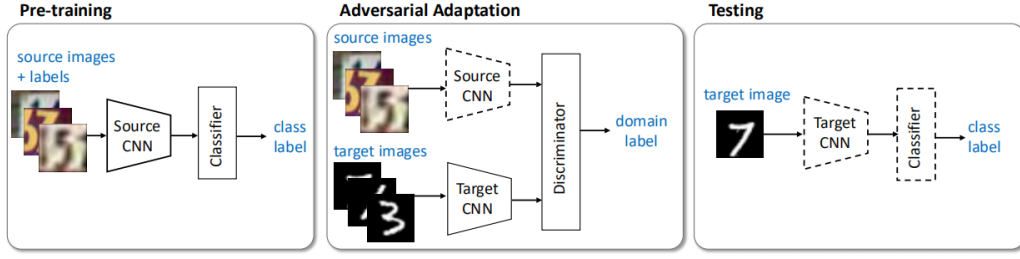 Pre-training
source images
+ labels
Source
CNN
Classifier
class
label
Adversarial Adaptation
source images
Source
CNN
target images
Target
CNN
Discriminator
domain
label
Testing
target image
7
Target
CNN
Classifier
class
label